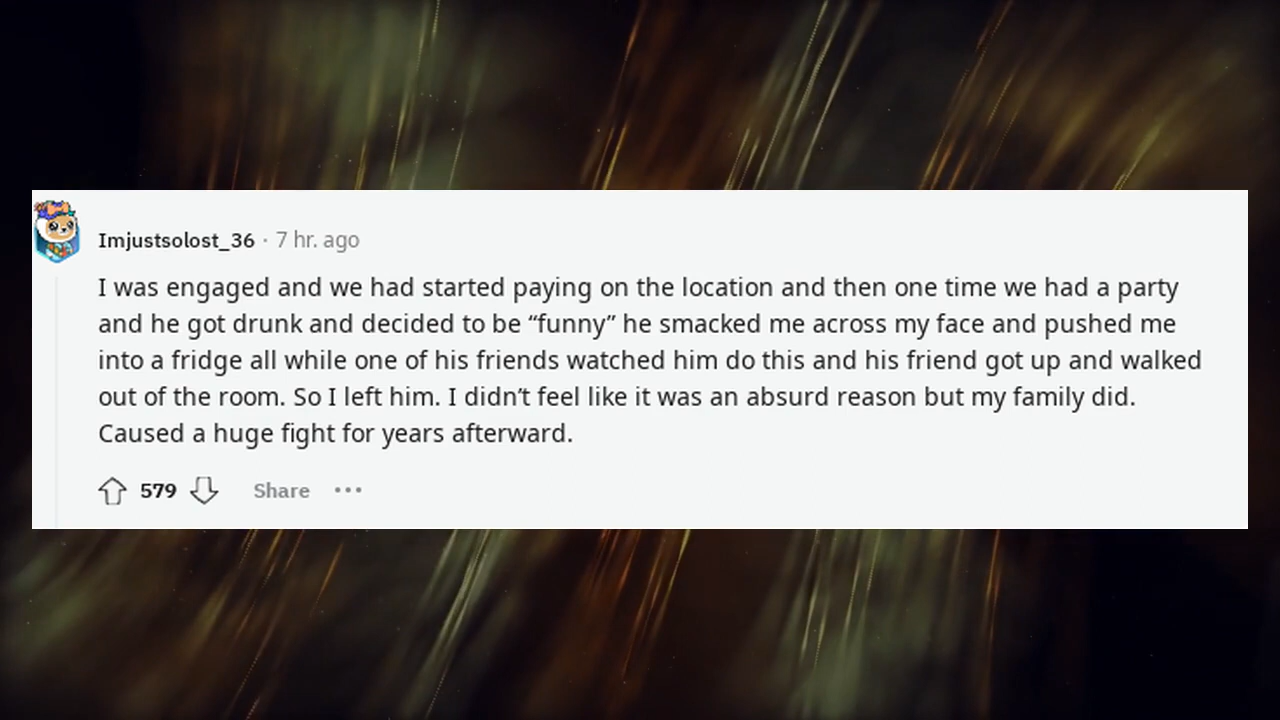 Imjustsolost_36 · 7 hr. ago
I was engaged and we had started paying on the location and then one time we had a party
and he got drunk and decided to be “funny” he smacked me across my face and pushed me
into a fridge all while one of his friends watched him do this and his friend got up and walked
out of the room. So I left him. I didn’t feel like it was an absurd reason but my family did.
Caused a huge fight for years afterward.
579 Share